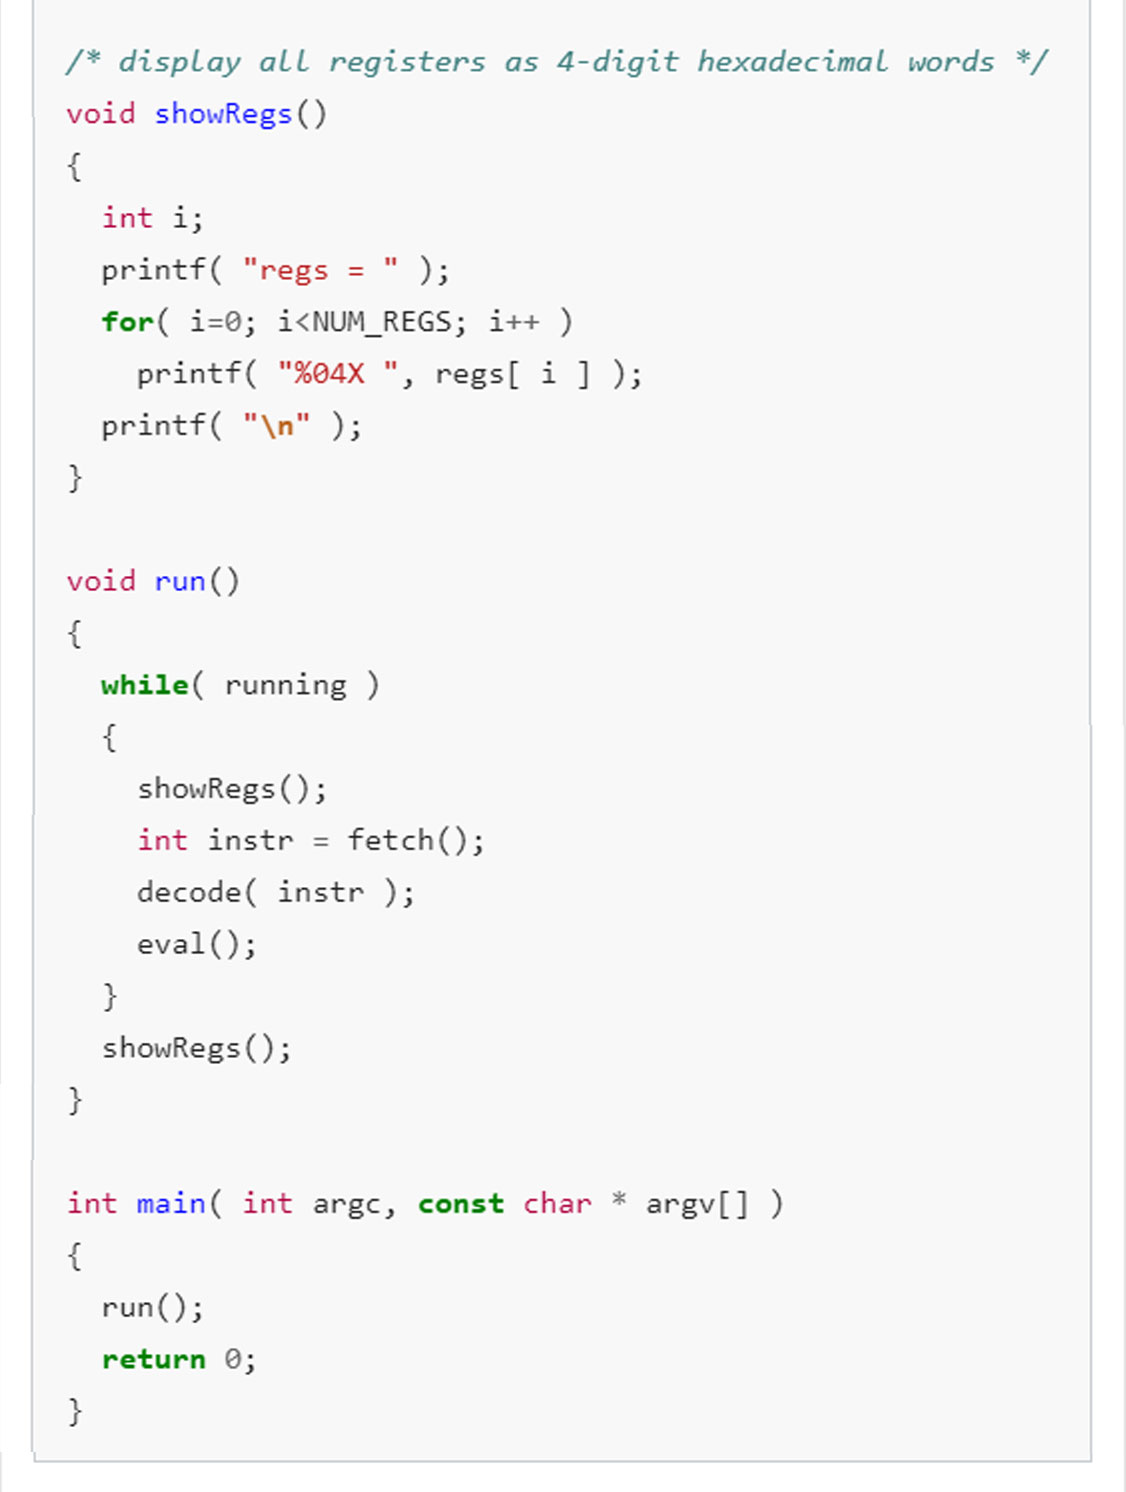 /* display all registers as 4-digit hexadecimal words */
void showRegs()
{
  int i;
  printf( "regs = " );
  for( i=0; i<NUM_REGS; i++ )
    printf( "%04X ", regs[ i ] );
  printf( "\n" );
}

void run()
{
  while( running )
  {
    showRegs();
    int instr = fetch();
    decode( instr );
    eval();
  }
  showRegs();
}

int main( int argc, const char * argv[] )
{
  run();
  return 0;
}